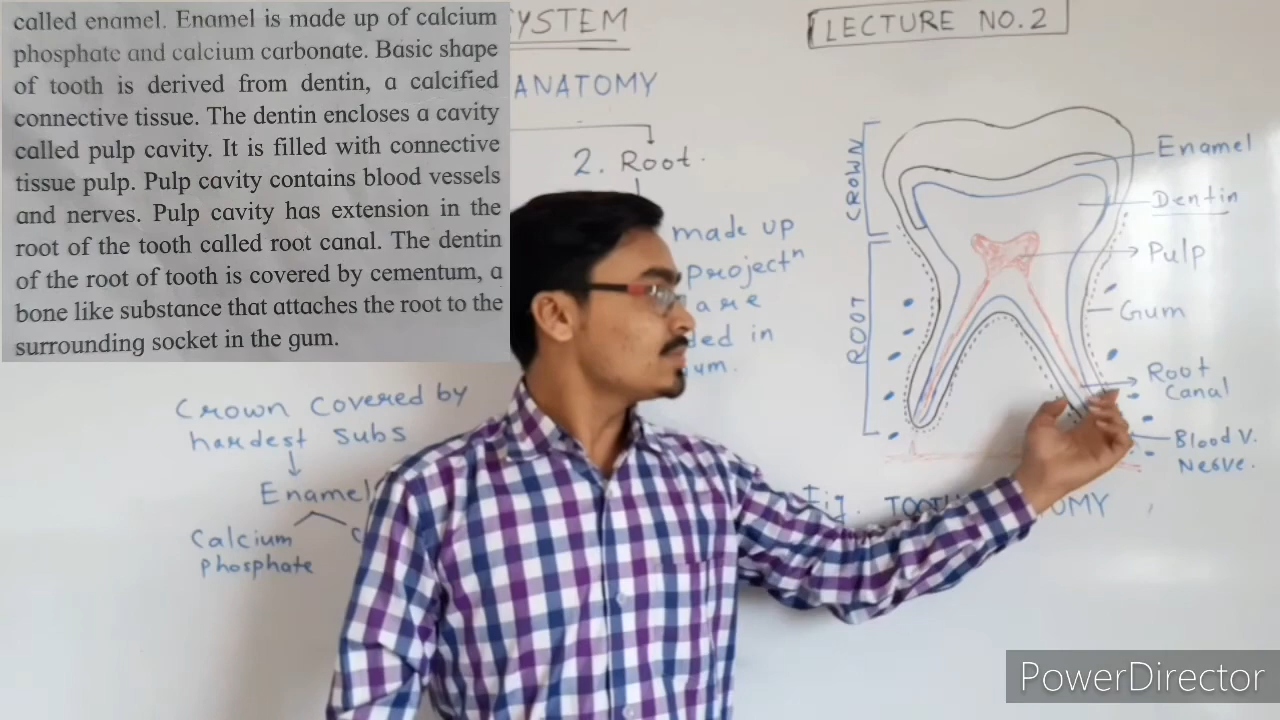 called enamel. Enamel is made up of calcium
phosphate and calcium carbonate. Basic shape
of tooth is derived from dentin, a calcified
connective tissue. The dentin encloses a cavity
called pulp cavity. It is filled with connective
tissue pulp. Pulp cavity contains blood vessels
and nerves. Pulp cavity has extension in the
root of the tooth called root canal. The dentin
of the root of tooth is covered by cementum, a
bone like substance that attaches the root to the
surrounding socket in the gum.
SYSTEM
LECTURE NO.2
ANATOMY
2. Root.
made up
projectⁿ
are
in
Crown covered by
hardest subs
Enamel
Calcium
phosphate
CROWN
ROOT
Enamel
Dentin
Pulp
Gum
Root
Canal
Blood V.
Nerve.
Fig.
PowerDirector